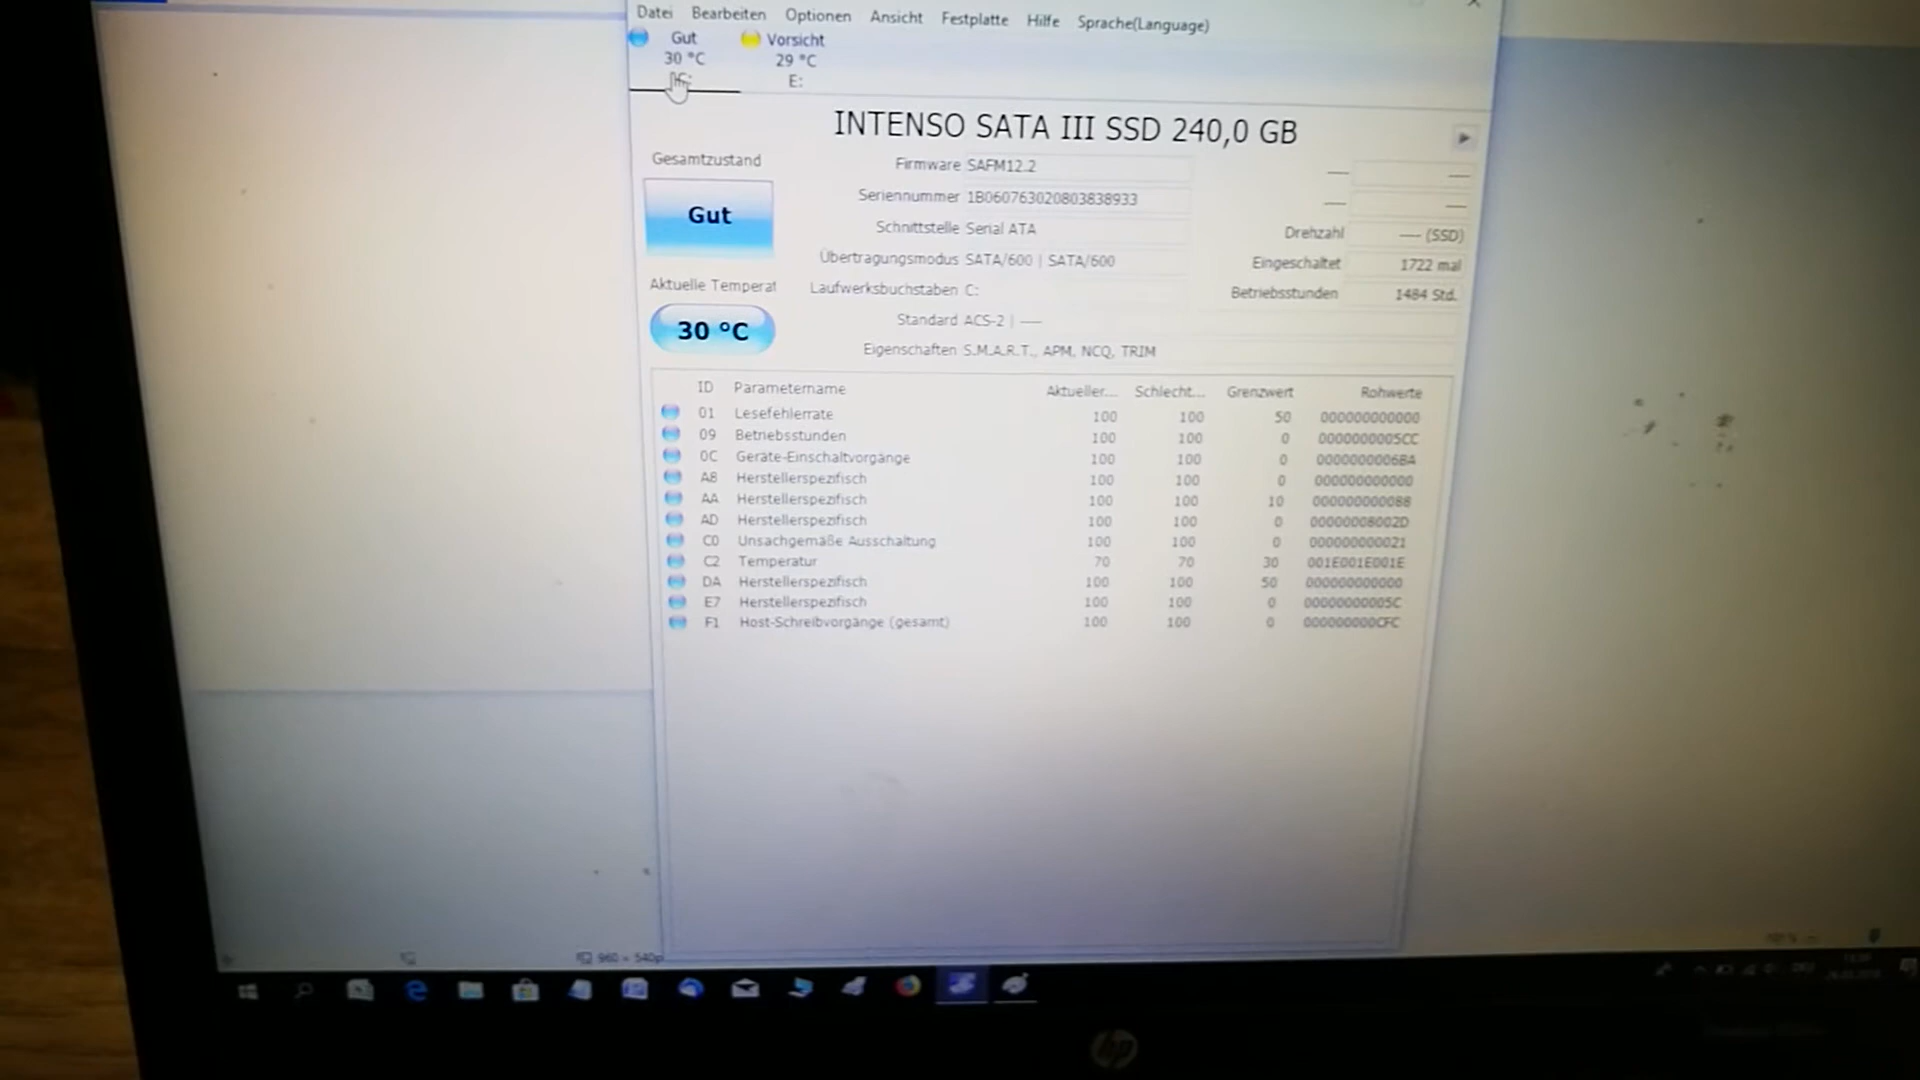 Datei Bearbeiten Optionen Ansicht Festplatte Hilfe Sprache(Language)
Gut Vorsicht
30 °C 29 °C
E:
INTENSO SATA III SSD 240,0 GB
Gesamtzustand
Gut
Aktuelle Temperat
30 °C
Firmware SAFM12.2
Seriennummer 1B060763020803838933
Schnittstelle Serial ATA
Übertragungsmodus SATA/600 | SATA/600
Laufwerksbuchstaben C:
Standard ACS-2 | ----
Eigenschaften S.M.A.R.T., APM, NCQ, TRIM
Drehzahl ---- (SSD)
Eingeschaltet 1722 mal
Betriebsstunden 1484 Std.
ID Parametername Aktueller... Schlecht... Grenzwert Rohwerte
01 Lesefehlerrate 100 100 50 000000000000
09 Betriebsstunden 100 100 0 0000000005CC
0C Geräte-Einschaltvorgänge 100 100 0 0000000006BA
A8 Herstellerspezifisch 100 100 0 000000000000
AA Herstellerspezifisch 100 100 10 000000000088
AD Herstellerspezifisch 100 100 0 00000008002D
C0 Unsachgemäße Ausschaltung 100 100 0 000000000021
C2 Temperatur 70 70 30 001E001E001E
DA Herstellerspezifisch 100 100 50 000000000000
E7 Herstellerspezifisch 100 100 0 00000000005C
F1 Host-Schreibvorgänge (gesamt) 100 100 0 000000000CFC
960 × 540p
hp